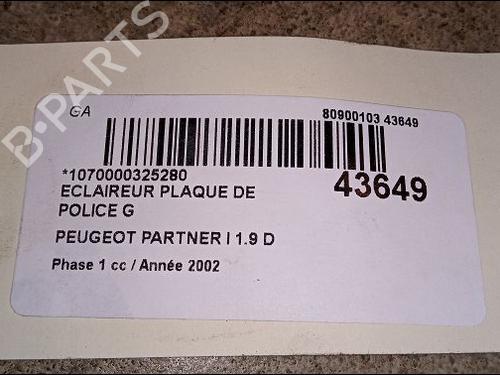 B-PARTS
GA
80900103 43649
*1070000325280
43649
ECLAIREUR PLAQUE DE
POLICE G
PEUGEOT PARTNER I 1.9 D
Phase 1 cc / Année 2002